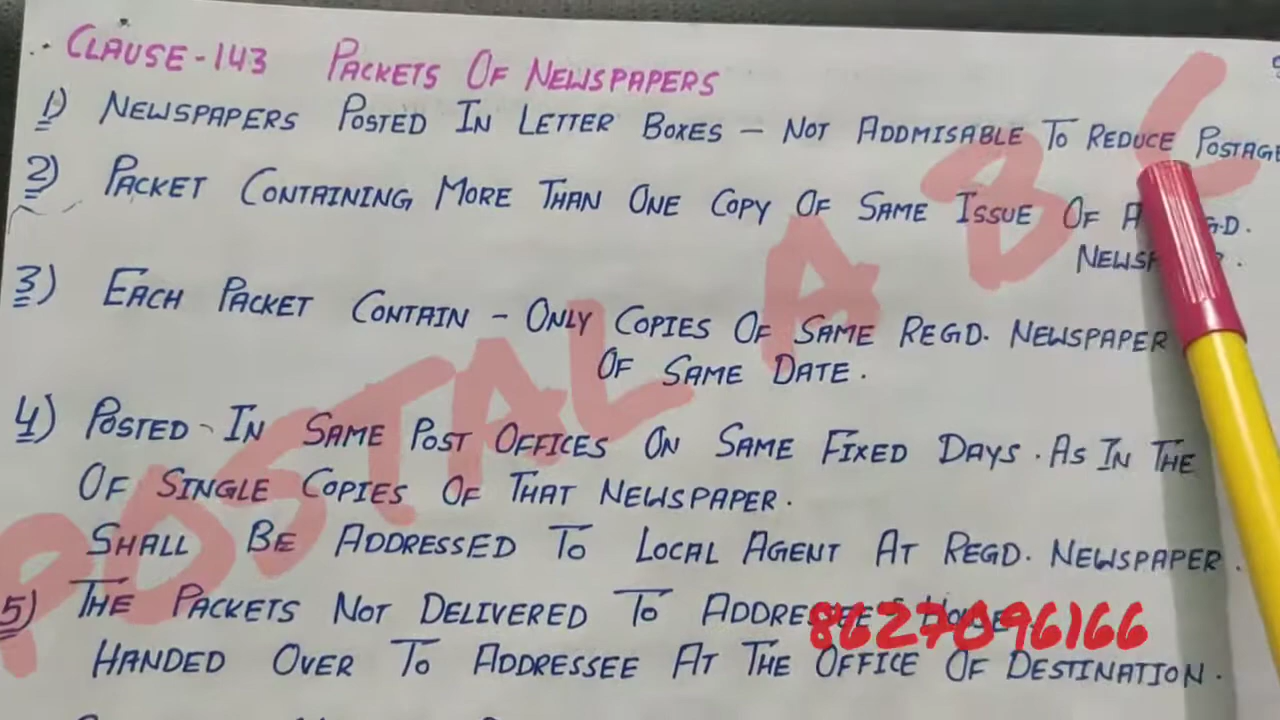 CLAUSE-143 PACKETS OF NEWSPAPERS
1) NEWSPAPERS POSTED IN LETTER BOXES - NOT ADDMISABLE TO REDUCE POSTAGE
2) PACKET CONTAINING MORE THAN ONE COPY OF SAME ISSUE OF
3) EACH PACKET CONTAIN - ONLY COPIES OF SAME REGD. NEWSPAPER
OF SAME DATE.
4) POSTED - IN SAME POST OFFICES ON SAME FIXED DAYS. AS IN THE
OF SINGLE COPIES OF THAT NEWSPAPER.
SHALL BE ADDRESSED TO LOCAL AGENT AT REGD. NEWSPAPER.
5) THE PACKETS NOT DELIVERED TO
HANDED OVER TO ADDRESSEE AT THE OFFICE OF DESTINATION.
POSTAL A B C
8627096166